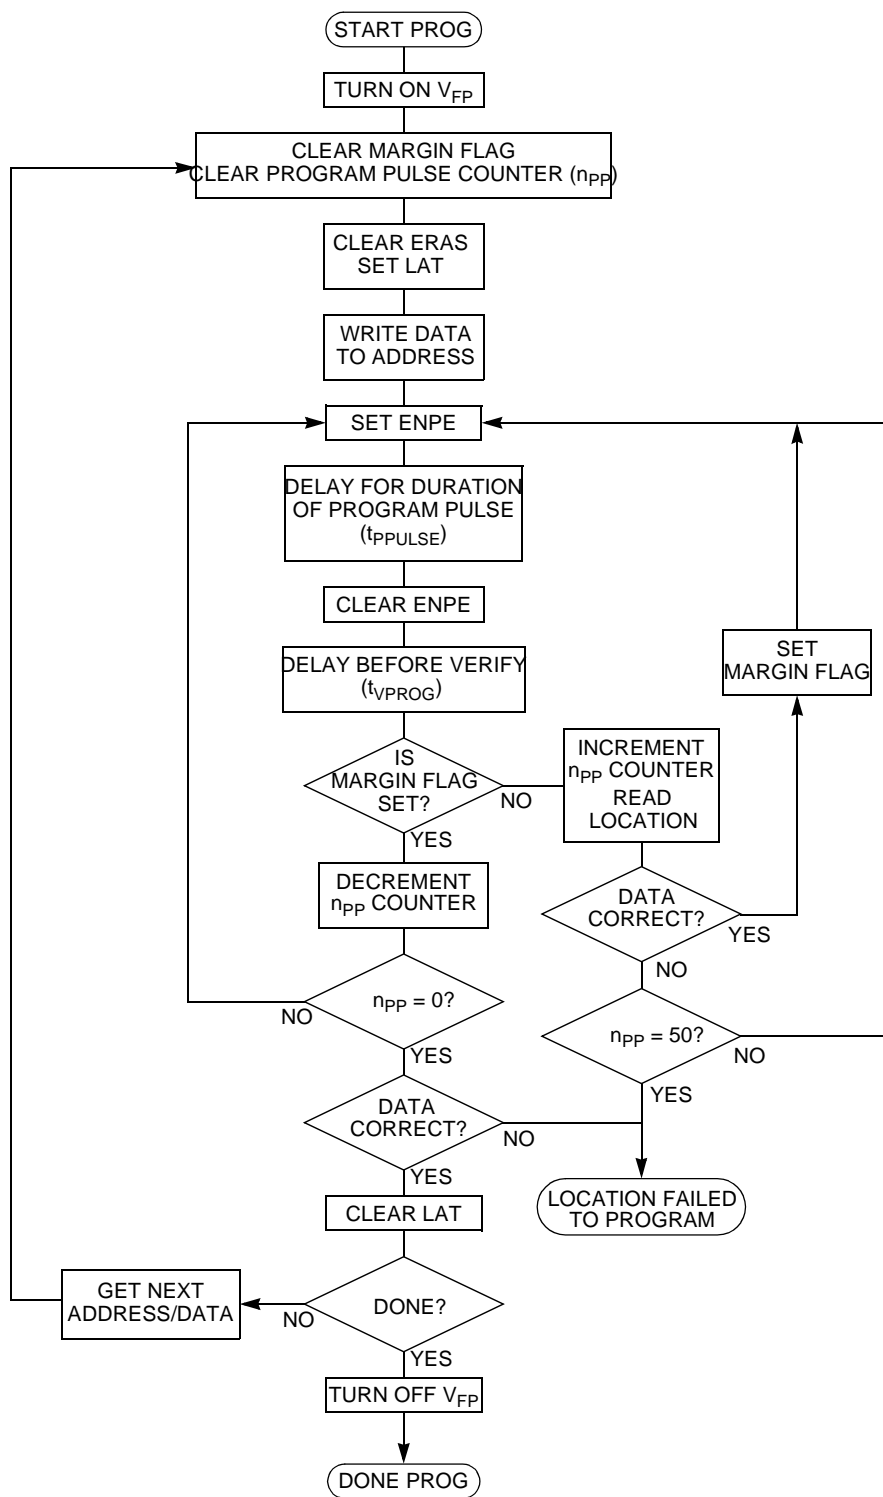 START PROG
TURN ON VFP
CLEAR MARGIN FLAG
CLEAR PROGRAM PULSE COUNTER (nPP)
CLEAR ERAS
SET LAT
WRITE DATA
TO ADDRESS
SET ENPE
DELAY FOR DURATION
OF PROGRAM PULSE
(tPPULSE)
CLEAR ENPE
DELAY BEFORE VERIFY
(tVPROG)
SET
MARGIN FLAG
IS
MARGIN FLAG
SET?
NO
YES
INCREMENT
nPP COUNTER
READ
LOCATION
DECREMENT
nPP COUNTER
DATA
CORRECT?
YES
NO
nPP = 0?
NO
YES
nPP = 50?
NO
YES
DATA
CORRECT?
NO
YES
LOCATION FAILED
TO PROGRAM
CLEAR LAT
GET NEXT
ADDRESS/DATA
DONE?
NO
YES
TURN OFF VFP
DONE PROG